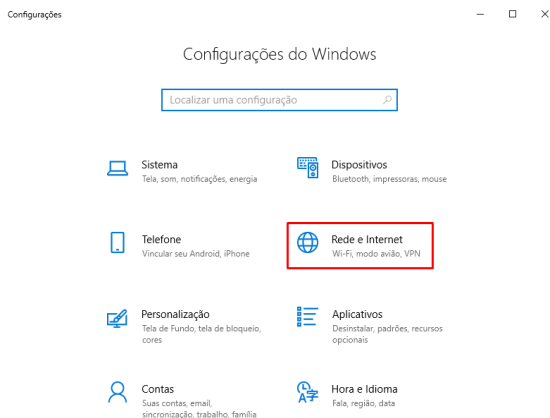 Configurações
Configurações do Windows
Localizar uma configuração
Sistema
Tela, som, notificações, energia
Dispositivos
Bluetooth, impressoras, mouse
Telefone
Vincular seu Android, iPhone
Rede e Internet
Wi-Fi, modo avião, VPN
Personalização
Tela de Fundo, tela de bloqueio,
cores
Aplicativos
Desinstalar, padrões, recursos
opcionais
Contas
Suas contas, email,
sincronização, trabalho, família
Hora e Idioma
Fala, região, data